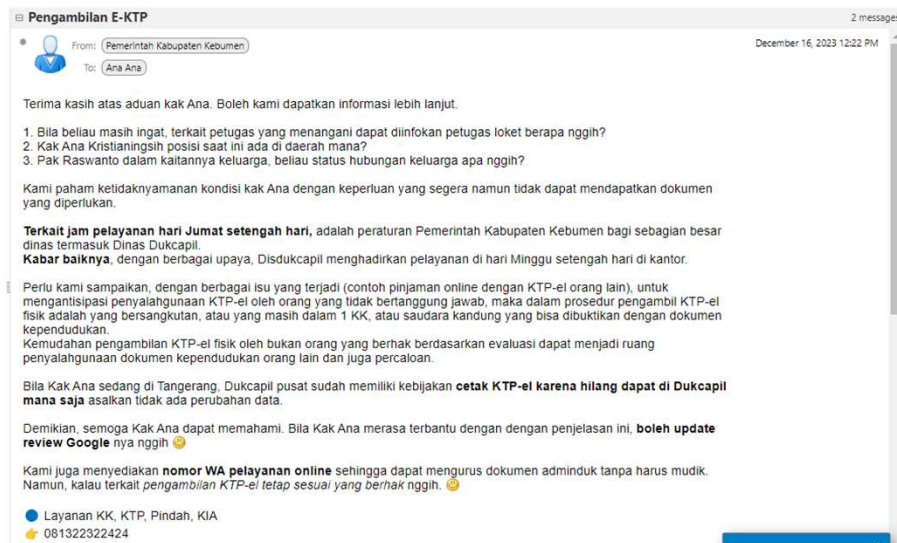 Pengambilan E-KTP
2 messages
From: Pemerintah Kabupaten Kebumen
December 16, 2023 12:22 PM
To: Ana Ana
Terima kasih atas aduan kak Ana. Boleh kami dapatkan informasi lebih lanjut.
1. Bila beliau masih ingat, terkait petugas yang menangani dapat diinfokan petugas loket berapa nggih?
2. Kak Ana Kristianingsih posisi saat ini ada di daerah mana?
3. Pak Raswanto dalam kaitannya keluarga, beliau status hubungan keluarga apa nggih?
Kami paham ketidaknyamanan kondisi kak Ana dengan keperluan yang segera namun tidak dapat mendapatkan dokumen
yang diperlukan.
Terkait jam pelayanan hari Jumat setengah hari, adalah peraturan Pemerintah Kabupaten Kebumen bagi sebagian besar
dinas termasuk Dinas Dukcapil.
Kabar baiknya, dengan berbagai upaya, Disdukcapil menghadirkan pelayanan di hari Minggu setengah hari di kantor.
Perlu kami sampaikan, dengan berbagai isu yang terjadi (contoh pinjaman online dengan KTP-el orang lain), untuk
mengantisipasi penyalahgunaan KTP-el oleh orang yang tidak bertanggung jawab, maka dalam prosedur pengambil KTP-el
fisik adalah yang bersangkutan, atau yang masih dalam 1 KK, atau saudara kandung yang bisa dibuktikan dengan dokumen
kependudukan.
Kemudahan pengambilan KTP-el fisik oleh bukan orang yang berhak berdasarkan evaluasi dapat menjadi ruang
penyalahgunaan dokumen kependudukan orang lain dan juga percaloan.
Bila Kak Ana sedang di Tangerang, Dukcapil pusat sudah memiliki kebijakan cetak KTP-el karena hilang dapat di Dukcapil
mana saja asalkan tidak ada perubahan data.
Demikian, semoga Kak Ana dapat memahami. Bila Kak Ana merasa terbantu dengan dengan penjelasan ini, boleh update
review Google nya nggih
Kami juga menyediakan nomor WA pelayanan online sehingga dapat mengurus dokumen adminduk tanpa harus mudik.
Namun, kalau terkait pengambilan KTP-el tetap sesuai yang berhak nggih.
Layanan KK, KTP, Pindah, KIA
081322322424